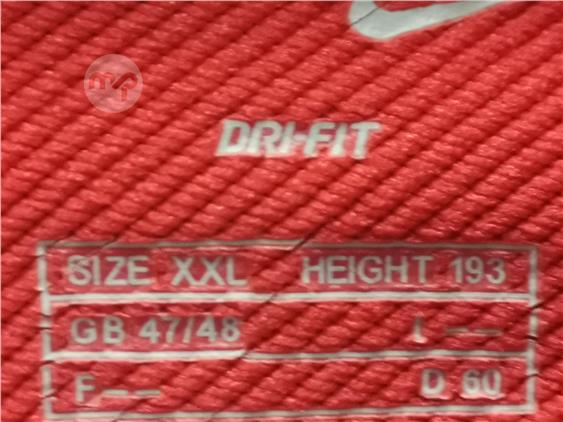 DRI-FIT
SIZE XXL HEIGHT 193
GB 47/48 I --
F-- D 60